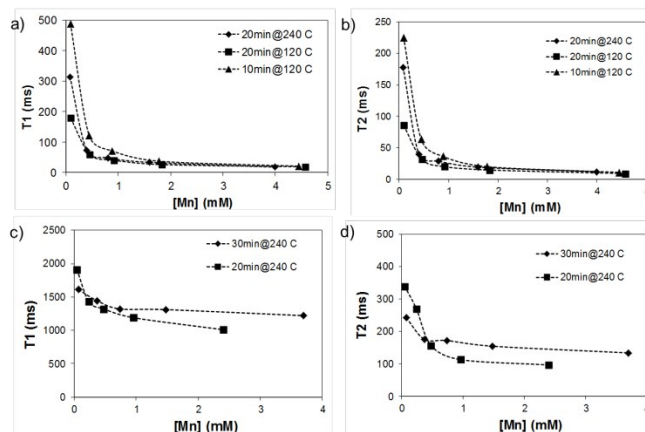 a)
500
400
300
200
100
0
T1 (ms)
20min@240 C
20min@120 C
10min@120 C
0 1 2 3 4 5
[Mn] (mM)
b)
250
200
150
100
50
0
T2 (ms)
20min@240 C
20min@120 C
10min@120 C
0 1 2 3 4 5
[Mn] (mM)
c)
2500
2000
1500
1000
500
0
T1 (ms)
30min@240 C
20min@240 C
0 1 2 3 4
[Mn] (mM)
d)
500
400
300
200
100
0
T2 (ms)
30min@240 C
20min@240 C
0 1 2 3 4
[Mn] (mM)